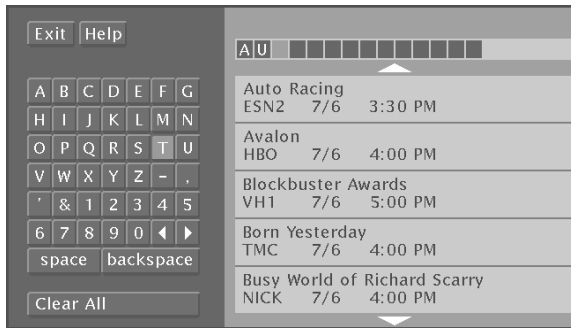 Exit Help
A U
A B C D E F G
H I J K L M N
O P Q R S T U
V W X Y Z - ,
' & 1 2 3 4 5
6 7 8 9 0
space backspace
Clear All
Auto Racing
ESN2 7/6 3:30 PM
Avalon
HBO 7/6 4:00 PM
Blockbuster Awards
VH1 7/6 5:00 PM
Born Yesterday
TMC 7/6 4:00 PM
Busy World of Richard Scarry
NICK 7/6 4:00 PM